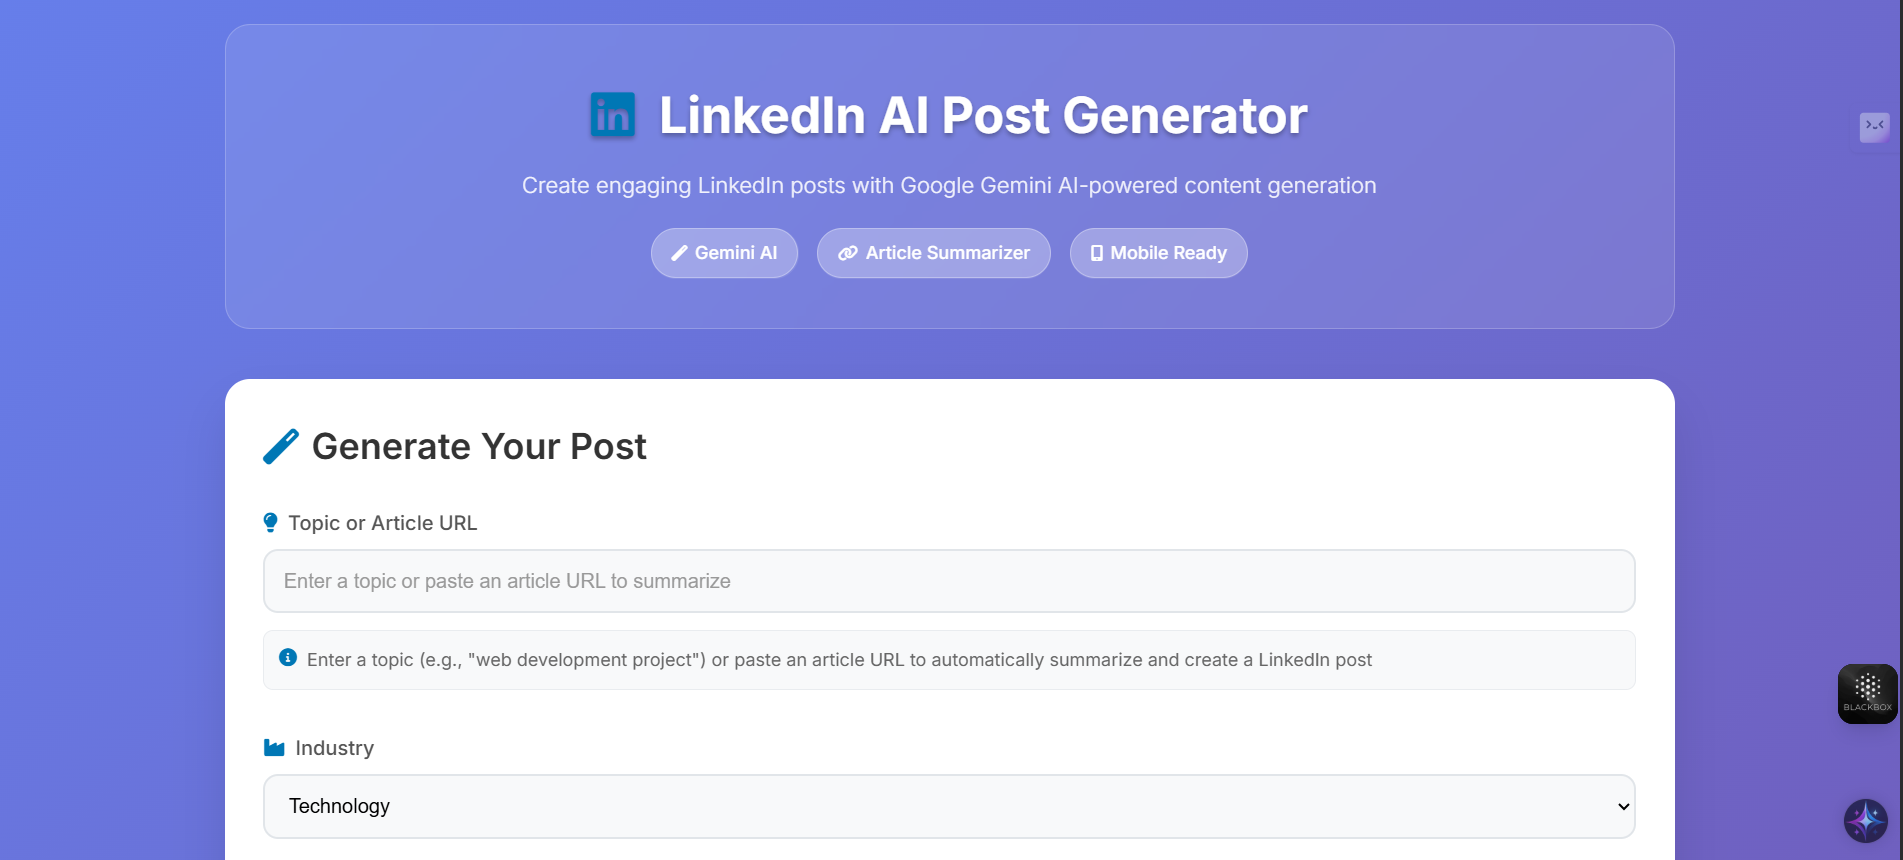 in LinkedIn AI Post Generator
Create engaging LinkedIn posts with Google Gemini AI-powered content generation
Gemini AI Article Summarizer Mobile Ready
Generate Your Post
Topic or Article URL
Enter a topic or paste an article URL to summarize
Enter a topic (e.g., "web development project") or paste an article URL to automatically summarize and create a LinkedIn post
BLACKBOX
Industry
Technology